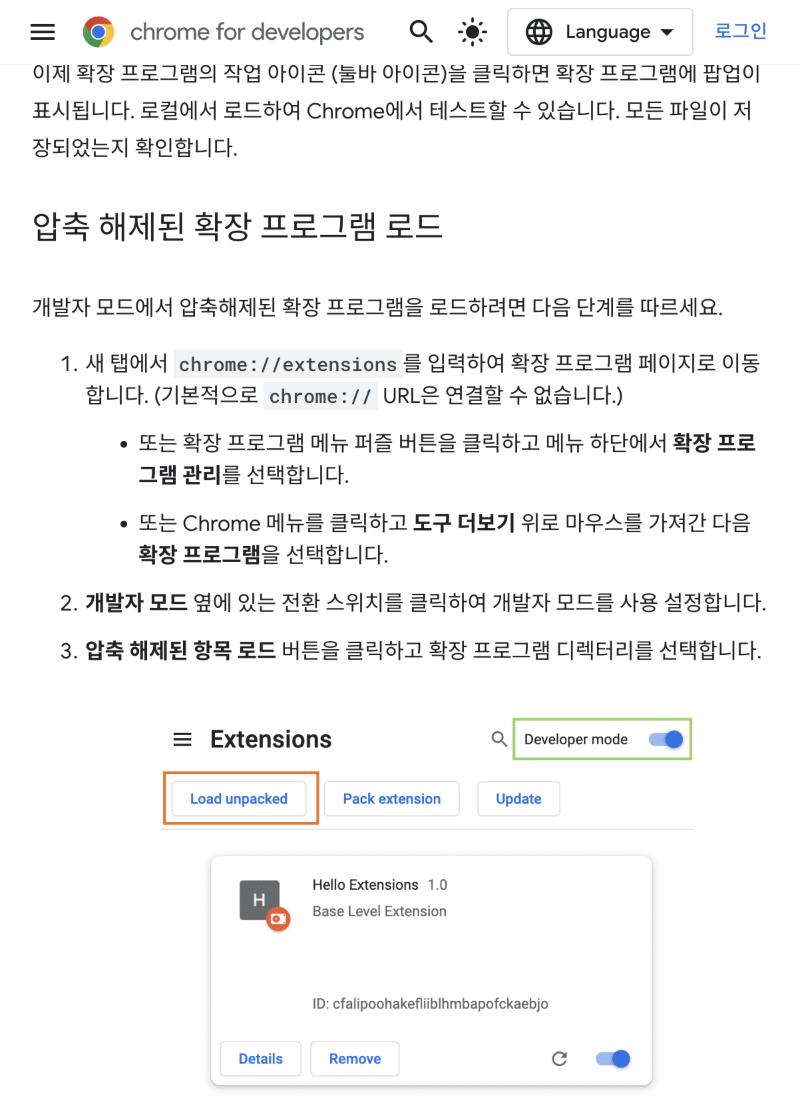 chrome for developers
Language
로그인
이제 확장 프로그램의 작업 아이콘 (툴바 아이콘)을 클릭하면 확장 프로그램에 팝업이
표시됩니다. 로컬에서 로드하여 Chrome에서 테스트할 수 있습니다. 모든 파일이 저
장되었는지 확인합니다.
압축 해제된 확장 프로그램 로드
개발자 모드에서 압축해제된 확장 프로그램을 로드하려면 다음 단계를 따르세요.
1. 새 탭에서 chrome://extensions를 입력하여 확장 프로그램 페이지로 이동
합니다. (기본적으로 chrome:// URL은 연결할 수 없습니다.)
• 또는 확장 프로그램 메뉴 퍼즐 버튼을 클릭하고 메뉴 하단에서 확장 프로
그램 관리를 선택합니다.
• 또는 Chrome 메뉴를 클릭하고 도구 더보기 위로 마우스를 가져간 다음
확장 프로그램을 선택합니다.
2. 개발자 모드 옆에 있는 전환 스위치를 클릭하여 개발자 모드를 사용 설정합니다.
3. 압축 해제된 항목 로드 버튼을 클릭하고 확장 프로그램 디렉터리를 선택합니다.
Extensions
Developer mode
Load unpacked
Pack extension
Update
H
Hello Extensions 1.0
Base Level Extension
ID: cfalipoohakefliiblhmbapofckaebjo
Details
Remove